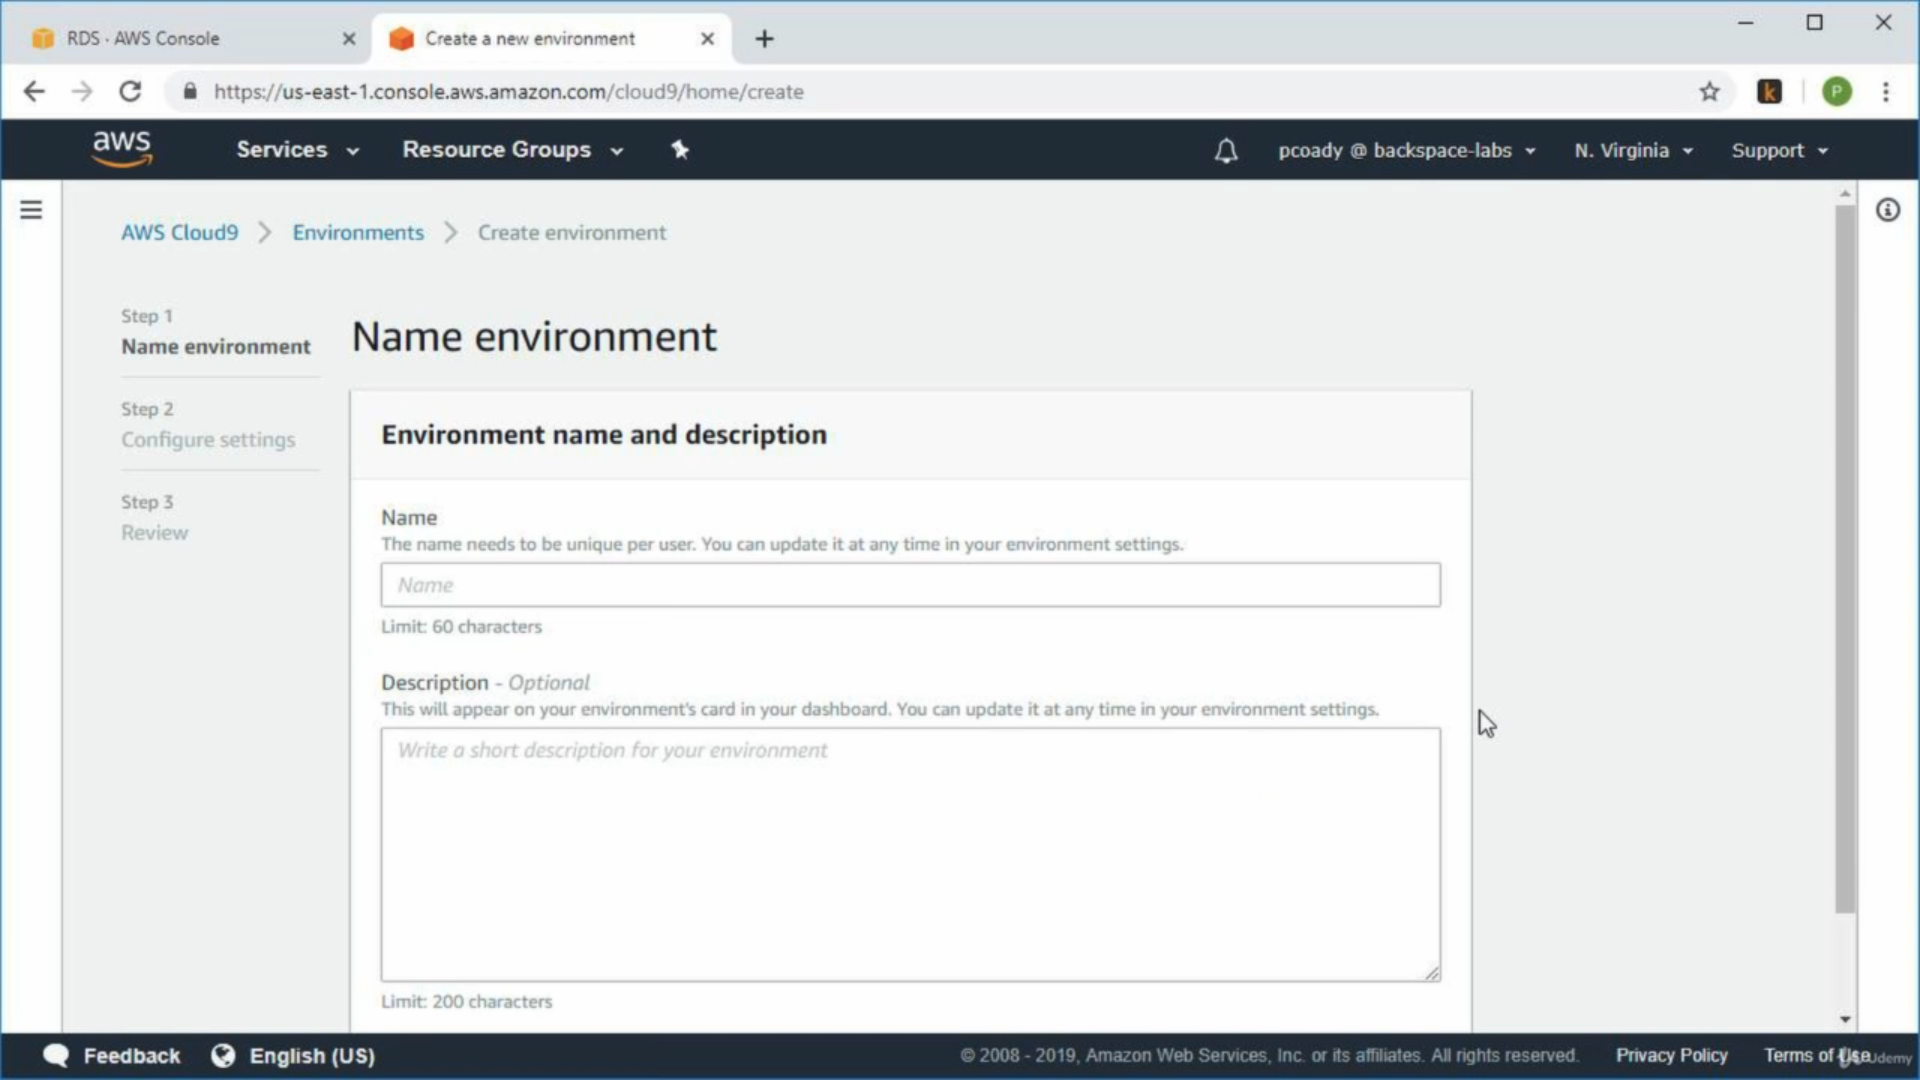 RDS · AWS Console
Create a new environment
https://us-east-1.console.aws.amazon.com/cloud9/home/create
k
P
aws
Services
Resource Groups
pcoady @ backspace-labs
N. Virginia
Support
AWS Cloud9
Environments
Create environment
Step 1
Name environment
Step 2
Configure settings
Step 3
Review
Name environment
Environment name and description
Name
The name needs to be unique per user. You can update it at any time in your environment settings.
Name
Limit: 60 characters
Description - Optional
This will appear on your environment's card in your dashboard. You can update it at any time in your environment settings.
Write a short description for your environment
Limit: 200 characters
Feedback
English (US)
© 2008 - 2019, Amazon Web Services, Inc. or its affiliates. All rights reserved.
Privacy Policy
Terms of Use
Udemy